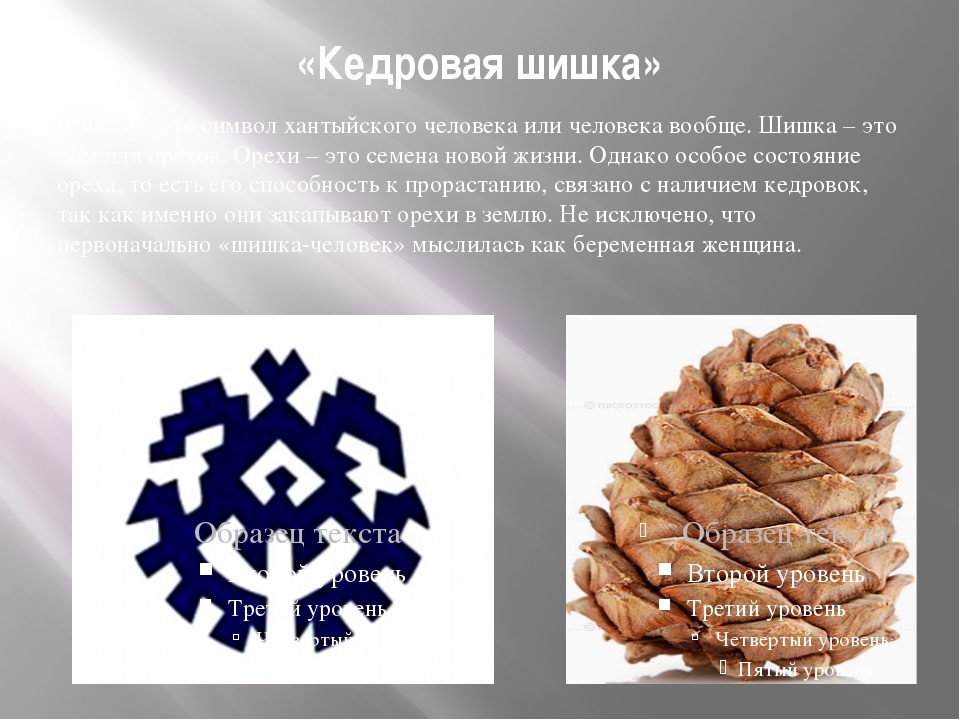 «Кедровая шишка»
это символ хантыйского человека или человека вообще. Шишка – это
дом для орехов. Орехи – это семена новой жизни. Однако особое состояние
ореха, то есть его способность к прорастанию, связано с наличием кедровок,
так как именно они закапывают орехи в землю. Не исключено, что
первоначально «шишка-человек» мыслилась как беременная женщина.
Образец текста
уровень
Третий уровень
Образец текста
Второй уровень
Третий уровень
Четвертый уровень
Пятый уровень
© MICROSTOC